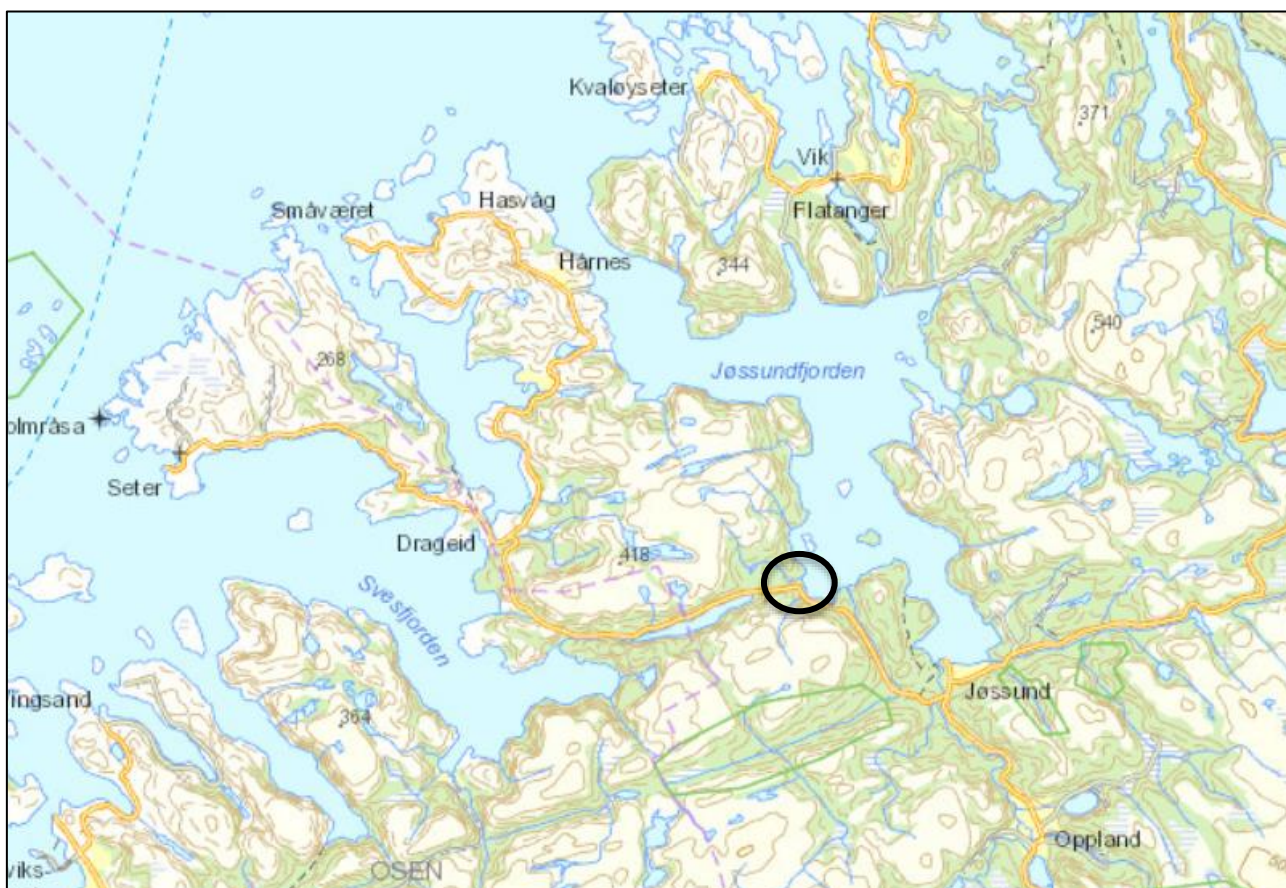 Kvaløyseter
371
Vik
Hasvåg
Småværet
Flatanger
Hårnes
344
540
268
Jøssundfjorden
olmråsa
Seter
Drageid
418
Svesfjorden
Jøssund
ingsand
364
Oppland
viks-
OSEN